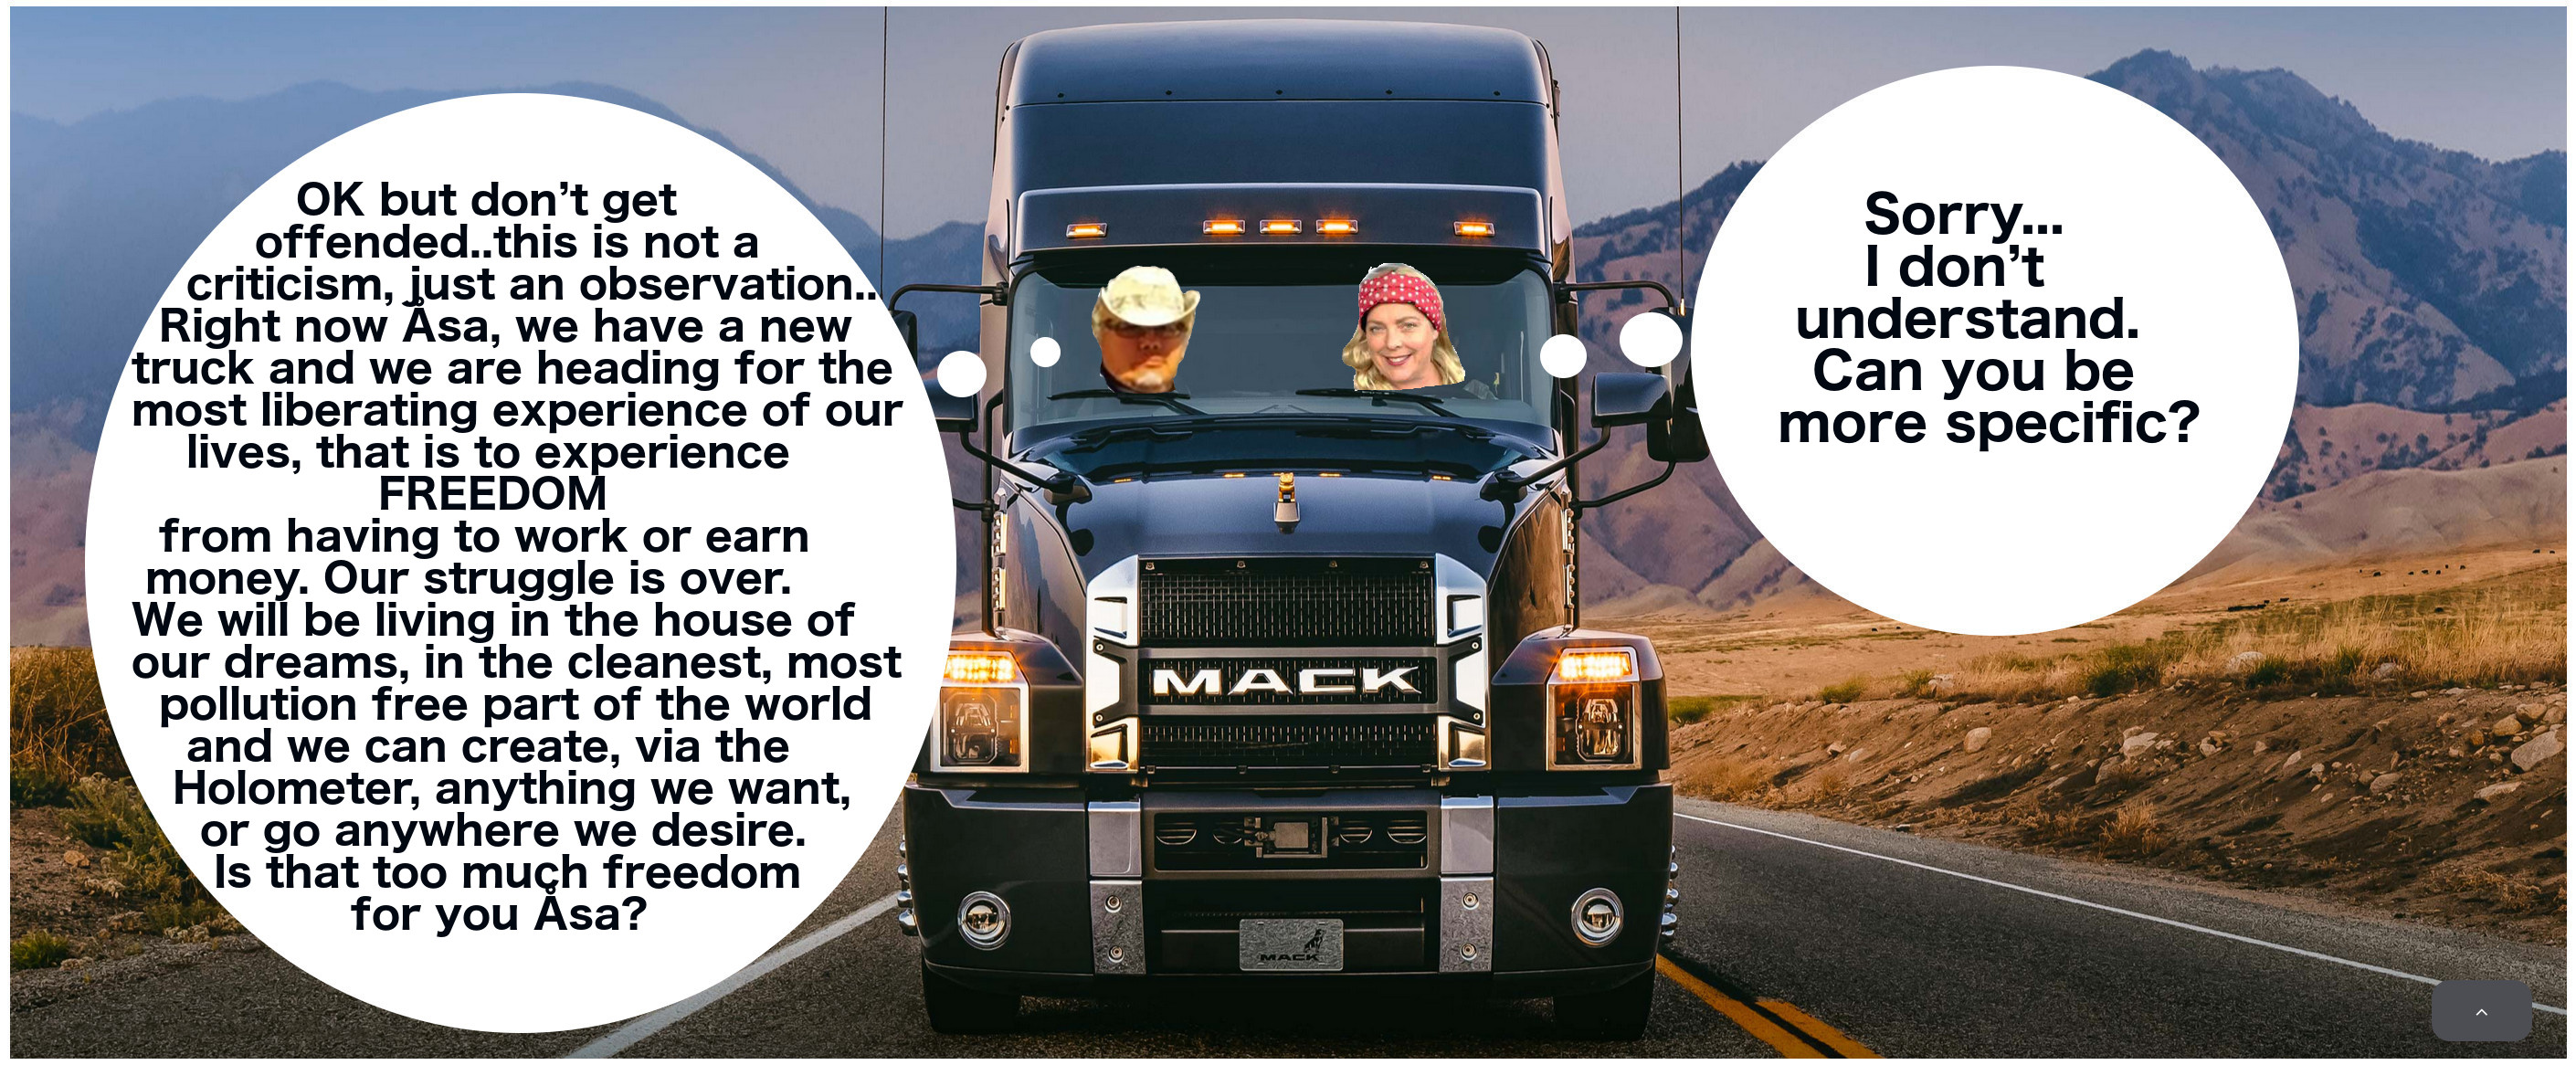 OK but don't get
offended..this is not a
criticism, just an observation..
Right now Åsa, we have a new
truck and we are heading for the
most liberating experience of our
lives, that is to experience
FREEDOM
from having to work or earn
money. Our struggle is over.
We will be living in the house of
our dreams, in the cleanest, most
pollution free part of the world
and we can create, via the
Holometer, anything we want,
or go anywhere we desire.
Is that too much freedom
for you Åsa?
Sorry...
I don't
understand.
Can you be
more specific?
MACK
MACK